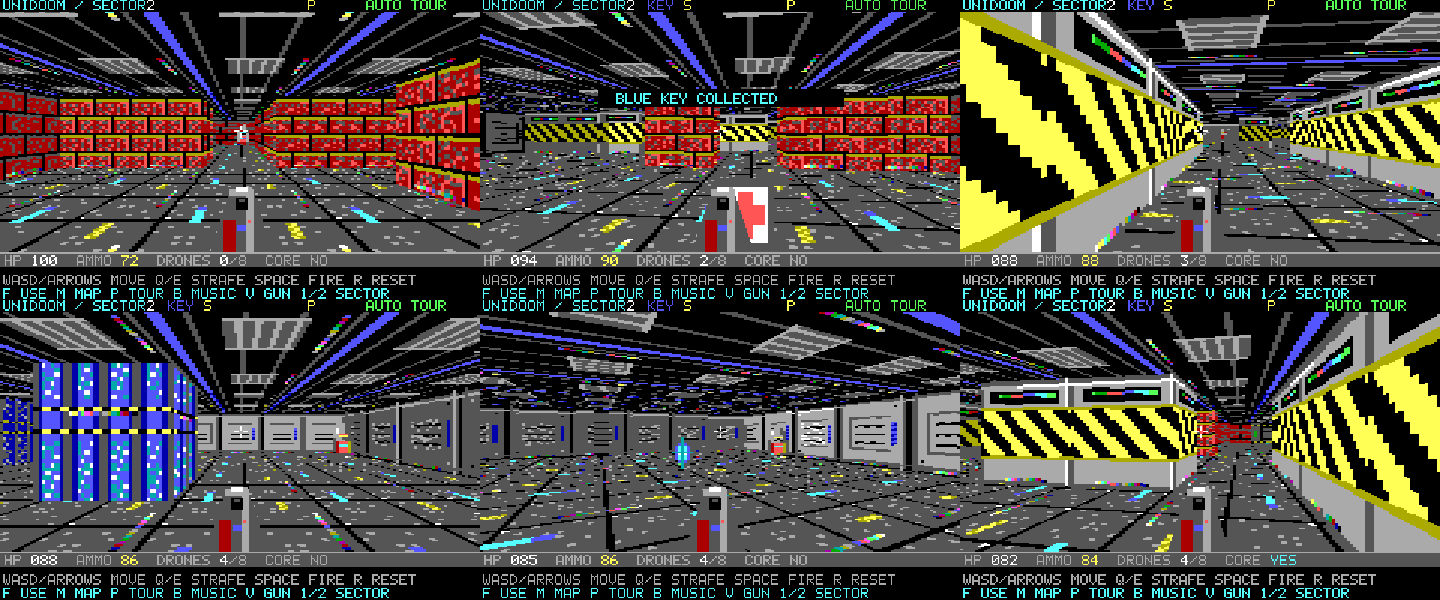 UNIDOOM / SECTOR2 P AUTO TOUR
HP 100 AMMO 72 DRONES 0/8 CORE NO
WASD/ARROWS MOVE Q/E STRAFE SPACE FIRE R RESET
F USE M MAP P TOUR B MUSIC V GUN 1/2 SECTOR
UNIDOOM / SECTOR2 KEY S P AUTO TOUR
BLUE KEY COLLECTED
HP 094 AMMO 90 DRONES 2/8 CORE NO
WASD/ARROWS MOVE Q/E STRAFE SPACE FIRE R RESET
F USE M MAP P TOUR B MUSIC V GUN 1/2 SECTOR
UNIDOOM / SECTOR2 KEY S P AUTO TOUR
HP 088 AMMO 88 DRONES 3/8 CORE NO
WASD/ARROWS MOVE Q/E STRAFE SPACE FIRE R RESET
F USE M MAP P TOUR B MUSIC V GUN 1/2 SECTOR
UNIDOOM / SECTOR2 KEY S P AUTO TOUR
HP 088 AMMO 86 DRONES 4/8 CORE NO
WASD/ARROWS MOVE Q/E STRAFE SPACE FIRE R RESET
F USE M MAP P TOUR B MUSIC V GUN 1/2 SECTOR
UNIDOOM / SECTOR2 KEY S P AUTO TOUR
HP 085 AMMO 86 DRONES 4/8 CORE NO
WASD/ARROWS MOVE Q/E STRAFE SPACE FIRE R RESET
F USE M MAP P TOUR B MUSIC V GUN 1/2 SECTOR
UNIDOOM / SECTOR2 KEY S P AUTO TOUR
HP 082 AMMO 84 DRONES 4/8 CORE YES
WASD/ARROWS MOVE Q/E STRAFE SPACE FIRE R RESET
F USE M MAP P TOUR B MUSIC V GUN 1/2 SECTOR